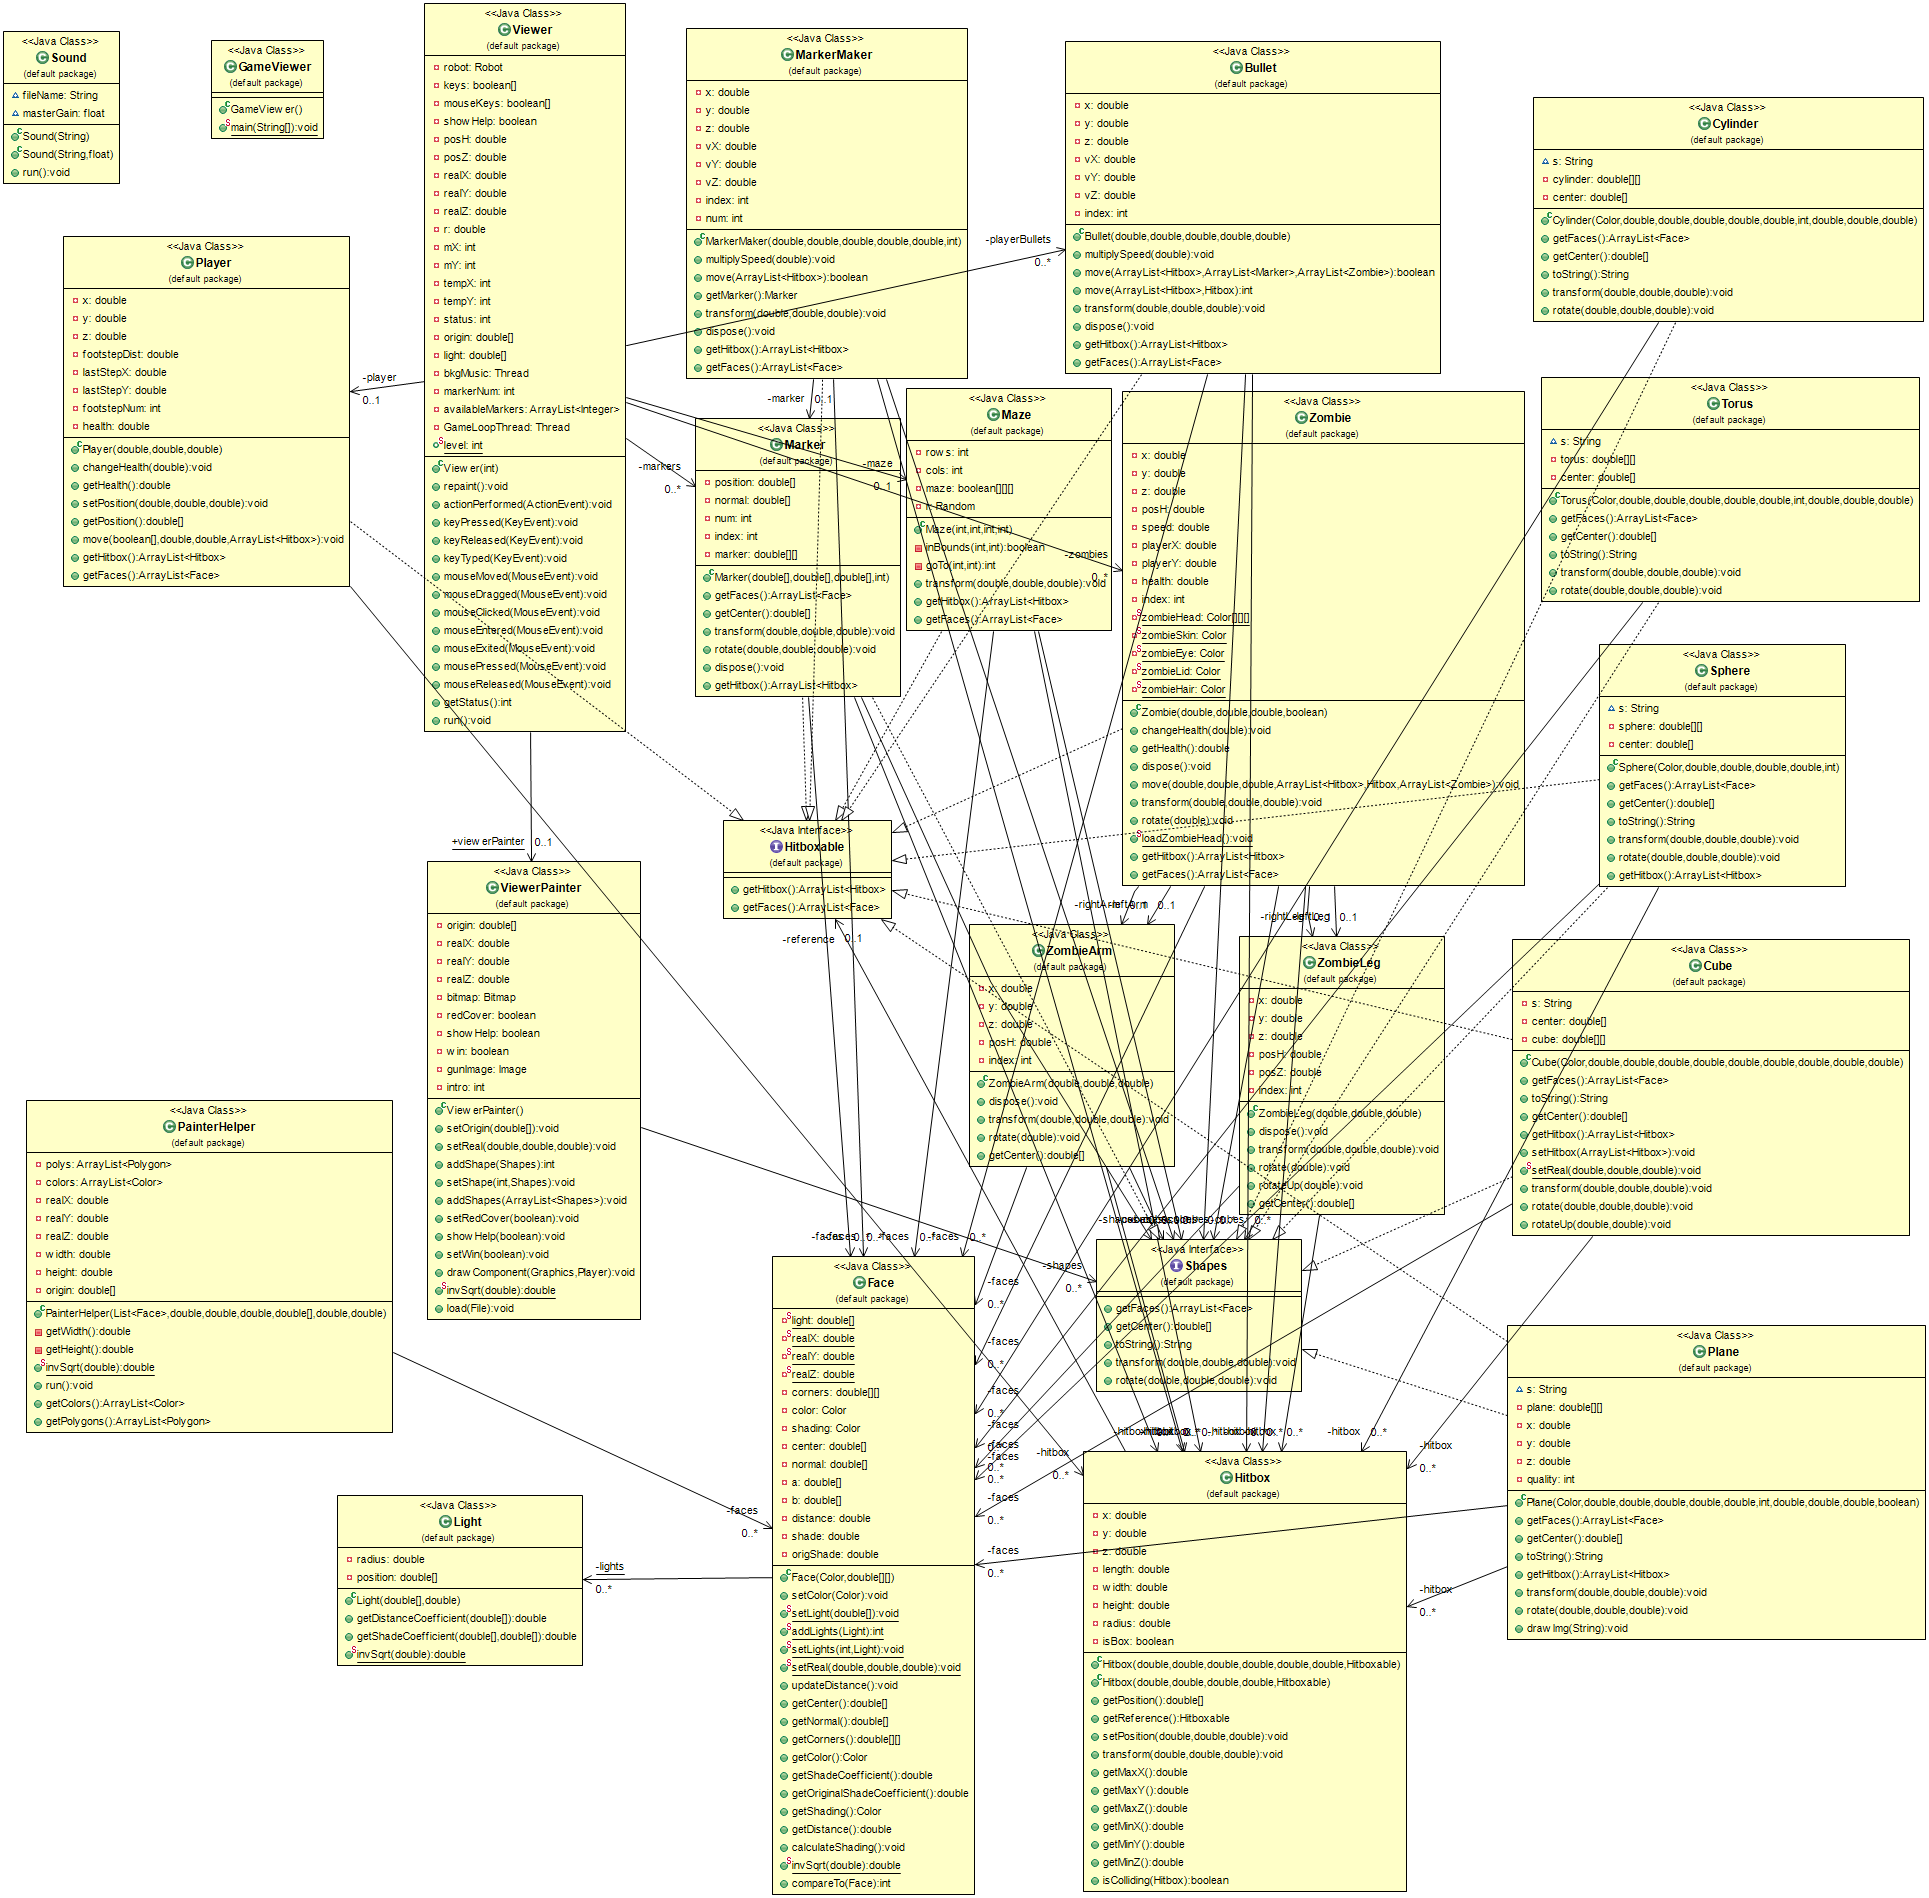 <<Java Class>>
Sound
(default package)
fileName: String
masterGain: float
Sound(String)
Sound(String,float)
run():void
<<Java Class>>
GameViewer
(default package)
GameViewer()
main(String[]):void
<<Java Class>>
Viewer
(default package)
robot: Robot
keys: boolean[]
mouseKeys: boolean[]
showHelp: boolean
posH: double
posZ: double
realX: double
realY: double
realZ: double
r: double
mX: int
mY: int
tempX: int
tempY: int
status: int
origin: double[]
light: double[]
bkgMusic: Thread
markerNum: int
availableMarkers: ArrayList<Integer>
GameLoopThread: Thread
level: int
Viewer(int)
repaint():void
actionPerformed(ActionEvent):void
keyPressed(KeyEvent):void
keyReleased(KeyEvent):void
keyTyped(KeyEvent):void
mouseMoved(MouseEvent):void
mouseDragged(MouseEvent):void
mouseClicked(MouseEvent):void
mouseEntered(MouseEvent):void
mouseExited(MouseEvent):void
mousePressed(MouseEvent):void
mouseReleased(MouseEvent):void
getStatus():int
run():void
<<Java Class>>
MarkerMaker
(default package)
x: double
y: double
z: double
vX: double
vY: double
vZ: double
index: int
num: int
MarkerMaker(double,double,double,double,double,int)
multiplySpeed(double):void
move(ArrayList<Hitbox>):boolean
getMarker():Marker
transform(double,double,double):void
dispose():void
getHitbox():ArrayList<Hitbox>
getFaces():ArrayList<Face>
<<Java Class>>
Bullet
(default package)
x: double
y: double
z: double
vX: double
vY: double
vZ: double
index: int
Bullet(double,double,double,double,double)
multiplySpeed(double):void
move(ArrayList<Hitbox>,ArrayList<Marker>,ArrayList<Zombie>):boolean
move(ArrayList<Hitbox>,Hitbox):int
transform(double,double,double):void
dispose():void
getHitbox():ArrayList<Hitbox>
getFaces():ArrayList<Face>
<<Java Class>>
Cylinder
(default package)
s: String
cylinder: double[][]
center: double[]
Cylinder(Color,double,double,double,double,double,int,double,double,double)
getFaces():ArrayList<Face>
getCenter():double[]
toString():String
transform(double,double,double):void
rotate(double,double,double):void
<<Java Class>>
Player
(default package)
x: double
y: double
z: double
footstepDist: double
lastStepX: double
lastStepY: double
footstepNum: int
health: double
Player(double,double,double)
changeHealth(double):void
getHealth():double
setPosition(double,double,double):void
getPosition():double[]
move(boolean[],double,double,ArrayList<Hitbox>):void
getHitbox():ArrayList<Hitbox>
getFaces():ArrayList<Face>
-player
0..1
-playerBullets
0..*
-marker
0..1
-markers
0..*
-maze
0..1
-zombies
0..*
<<Java Class>>
Marker
(default package)
position: double[]
normal: double[]
num: int
index: int
marker: double[][]
Marker(double[],double[],double[],int)
getFaces():ArrayList<Face>
getCenter():double[]
transform(double,double,double):void
rotate(double,double,double):void
dispose():void
getHitbox():ArrayList<Hitbox>
<<Java Class>>
Maze
(default package)
rows: int
cols: int
maze: boolean[][][]
r: Random
Maze(int,int,int,int)
inBounds(int,int):boolean
goTo(int,int):int
transform(double,double,double):void
getHitbox():ArrayList<Hitbox>
getFaces():ArrayList<Face>
<<Java Class>>
Zombie
(default package)
x: double
y: double
z: double
posH: double
speed: double
playerX: double
playerY: double
health: double
index: int
zombieHead: Color[][][]
zombieSkin: Color
zombieEye: Color
zombieLid: Color
zombieHair: Color
Zombie(double,double,double,boolean)
changeHealth(double):void
getHealth():double
dispose():void
move(double,double,double,ArrayList<Hitbox>,Hitbox,ArrayList<Zombie>):void
transform(double,double,double):void
rotate(double):void
loadZombieHead():void
getHitbox():ArrayList<Hitbox>
getFaces():ArrayList<Face>
<<Java Class>>
Torus
(default package)
s: String
torus: double[][]
center: double[]
Torus(Color,double,double,double,double,double,int,double,double,double)
getFaces():ArrayList<Face>
getCenter():double[]
toString():String
transform(double,double,double):void
rotate(double,double,double):void
<<Java Class>>
Sphere
(default package)
s: String
sphere: double[][]
center: double[]
Sphere(Color,double,double,double,double,int)
getFaces():ArrayList<Face>
getCenter():double[]
toString():String
transform(double,double,double):void
rotate(double,double,double):void
getHitbox():ArrayList<Hitbox>
<<Java Interface>>
Hitboxable
(default package)
getHitbox():ArrayList<Hitbox>
getFaces():ArrayList<Face>
-reference
0..1
+viewerPainter
0..1
<<Java Class>>
ViewerPainter
(default package)
origin: double[]
realX: double
realY: double
realZ: double
bitmap: Bitmap
redCover: boolean
showHelp: boolean
win: boolean
gunImage: Image
intro: int
ViewerPainter()
setOrigin(double[]):void
setReal(double,double,double):void
addShape(Shapes):int
setShape(int,Shapes):void
addShapes(ArrayList<Shapes>):void
setRedCover(boolean):void
showHelp(boolean):void
setWin(boolean):void
drawComponent(Graphics,Player):void
invSqrt(double):double
load(File):void
0..1
0..1
<<Java Class>>
ZombieArm
(default package)
x: double
y: double
z: double
posH: double
index: int
ZombieArm(double,double,double)
dispose():void
transform(double,double,double):void
rotate(double):void
getCenter():double[]
<<Java Class>>
ZombieLeg
(default package)
x: double
y: double
z: double
posH: double
posZ: double
index: int
ZombieLeg(double,double,double)
dispose():void
transform(double,double,double):void
rotate(double):void
rotateUp(double):void
getCenter():double[]
<<Java Class>>
Cube
(default package)
s: String
center: double[]
cube: double[][]
Cube(Color,double,double,double,double,double,double,double,double,double)
getFaces():ArrayList<Face>
toString():String
getCenter():double[]
getHitbox():ArrayList<Hitbox>
setHitbox(ArrayList<Hitbox>):void
setReal(double,double,double):void
transform(double,double,double):void
rotate(double,double,double):void
rotateUp(double,double):void
<<Java Class>>
PainterHelper
(default package)
polys: ArrayList<Polygon>
colors: ArrayList<Color>
realX: double
realY: double
realZ: double
width: double
height: double
origin: double[]
PainterHelper(List<Face>,double,double,double,double[],double,double)
getWidth():double
getHeight():double
invSqrt(double):double
run():void
getColors():ArrayList<Color>
getPolygons():ArrayList<Polygon>
-faces
0..*
<<Java Class>>
Light
(default package)
radius: double
position: double[]
Light(double[],double)
getDistanceCoefficient(double[]):double
getShadeCoefficient(double[],double[]):double
invSqrt(double):double
-lights
0..*
-faces
-faces
0..*
<<Java Class>>
Face
(default package)
light: double[]
realX: double
realY: double
realZ: double
corners: double[][]
color: Color
shading: Color
center: double[]
normal: double[]
a: double[]
b: double[]
distance: double
shade: double
origShade: double
Face(Color,double[][])
setColor(Color):void
setLight(double[]):void
addLights(Light):int
setLights(int,Light):void
setReal(double,double,double):void
updateDistance():void
getCenter():double[]
getNormal():double[]
getCorners():double[][]
getColor():Color
getShadeCoefficient():double
getOriginalShadeCoefficient():double
getShading():Color
getDistance():double
calculateShading():void
invSqrt(double):double
compareTo(Face):int
-faces
0..*
-faces
0..*
-faces
0..*
-faces
-faces
-faces
0..*
0..*
-faces
0..*
-faces
0..*
-shapes
0..*
<<Java Interface>>
Shapes
(default package)
getFaces():ArrayList<Face>
getCenter():double[]
toString():String
transform(double,double,double):void
rotate(double,double,double):void
-hitbox
0..*
-hitbox
0..*
-hitbox
0..*
-hitbox
0..*
<<Java Class>>
Hitbox
(default package)
x: double
y: double
z: double
length: double
width: double
height: double
radius: double
isBox: boolean
Hitbox(double,double,double,double,double,double,Hitboxable)
Hitbox(double,double,double,double,Hitboxable)
getPosition():double[]
getReference():Hitboxable
setPosition(double,double,double):void
transform(double,double,double):void
getMaxX():double
getMaxY():double
getMaxZ():double
getMinX():double
getMinY():double
getMinZ():double
isColliding(Hitbox):boolean
<<Java Class>>
Plane
(default package)
s: String
plane: double[][]
x: double
y: double
z: double
quality: int
Plane(Color,double,double,double,double,double,int,double,double,double,boolean)
getFaces():ArrayList<Face>
getCenter():double[]
toString():String
getHitbox():ArrayList<Hitbox>
transform(double,double,double):void
rotate(double,double,double):void
drawImg(String):void